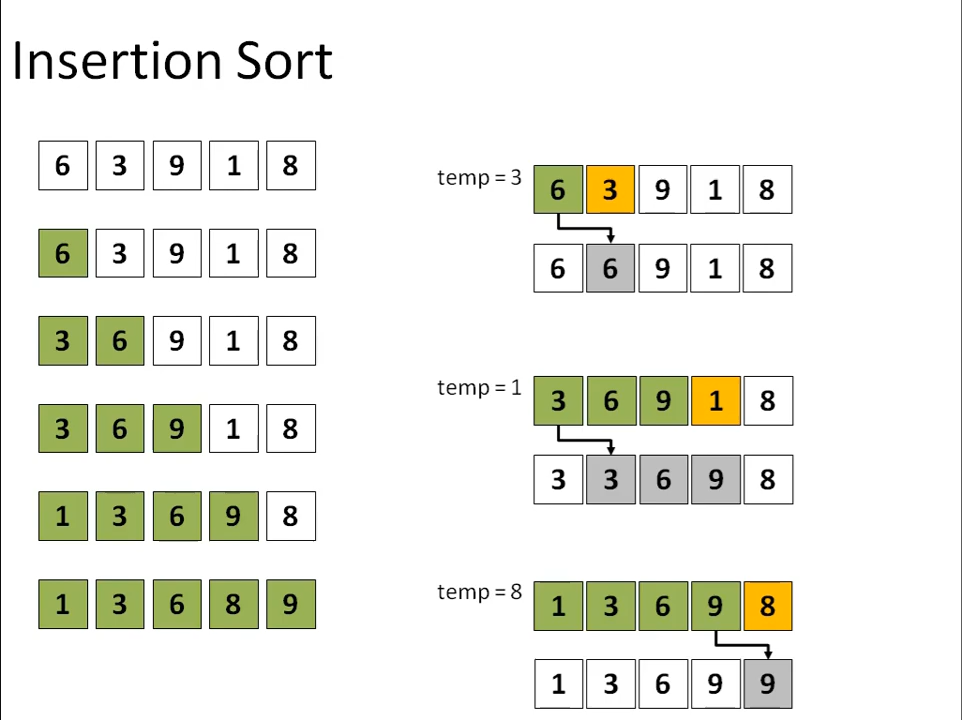 Insertion Sort
6 3 9 1 8
6 3 9 1 8
3 6 9 1 8
3 6 9 1 8
1 3 6 9 8
1 3 6 8 9
temp = 3 6 3 9 1 8
6 6 9 1 8
temp = 1 3 6 9 1 8
3 3 6 9 8
temp = 8 1 3 6 9 8
1 3 6 9 9